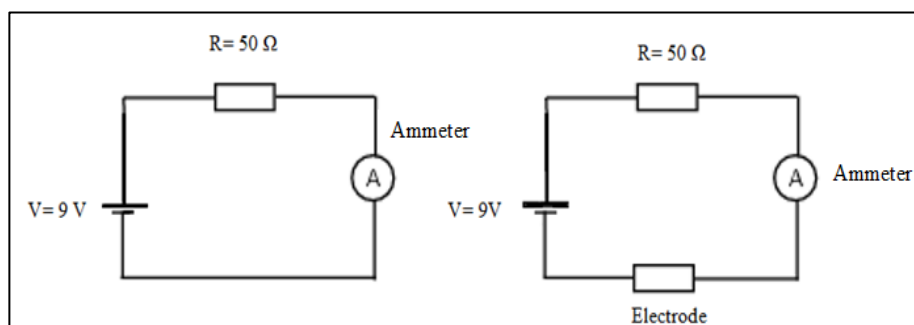 R= 50 Ω
Ammeter
A
V= 9 V
R= 50 Ω
Ammeter
A
V= 9V
Electrode